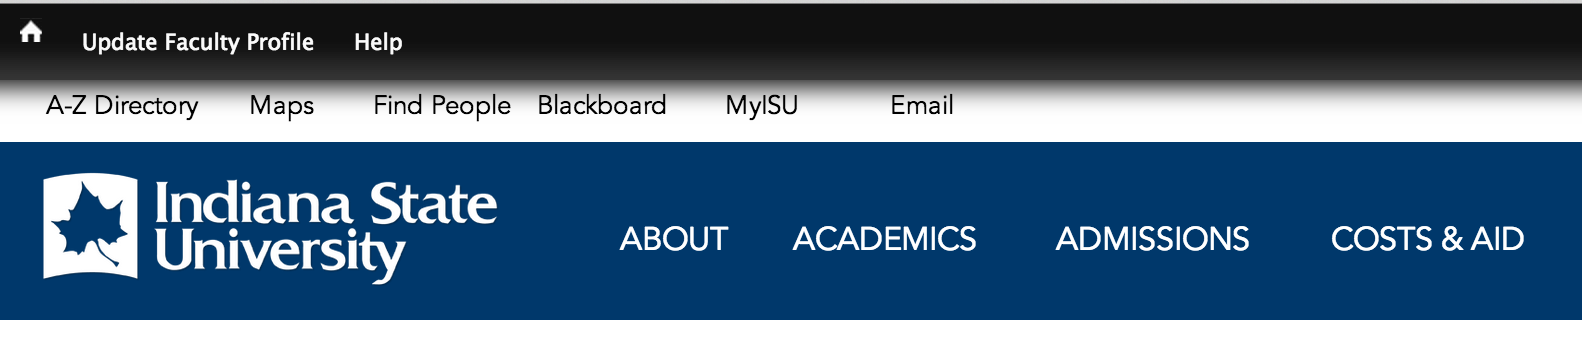 Update Faculty Profile Help
A-Z Directory Maps Find People Blackboard MyISU Email
Indiana State
University
ABOUT ACADEMICS ADMISSIONS COSTS & AID